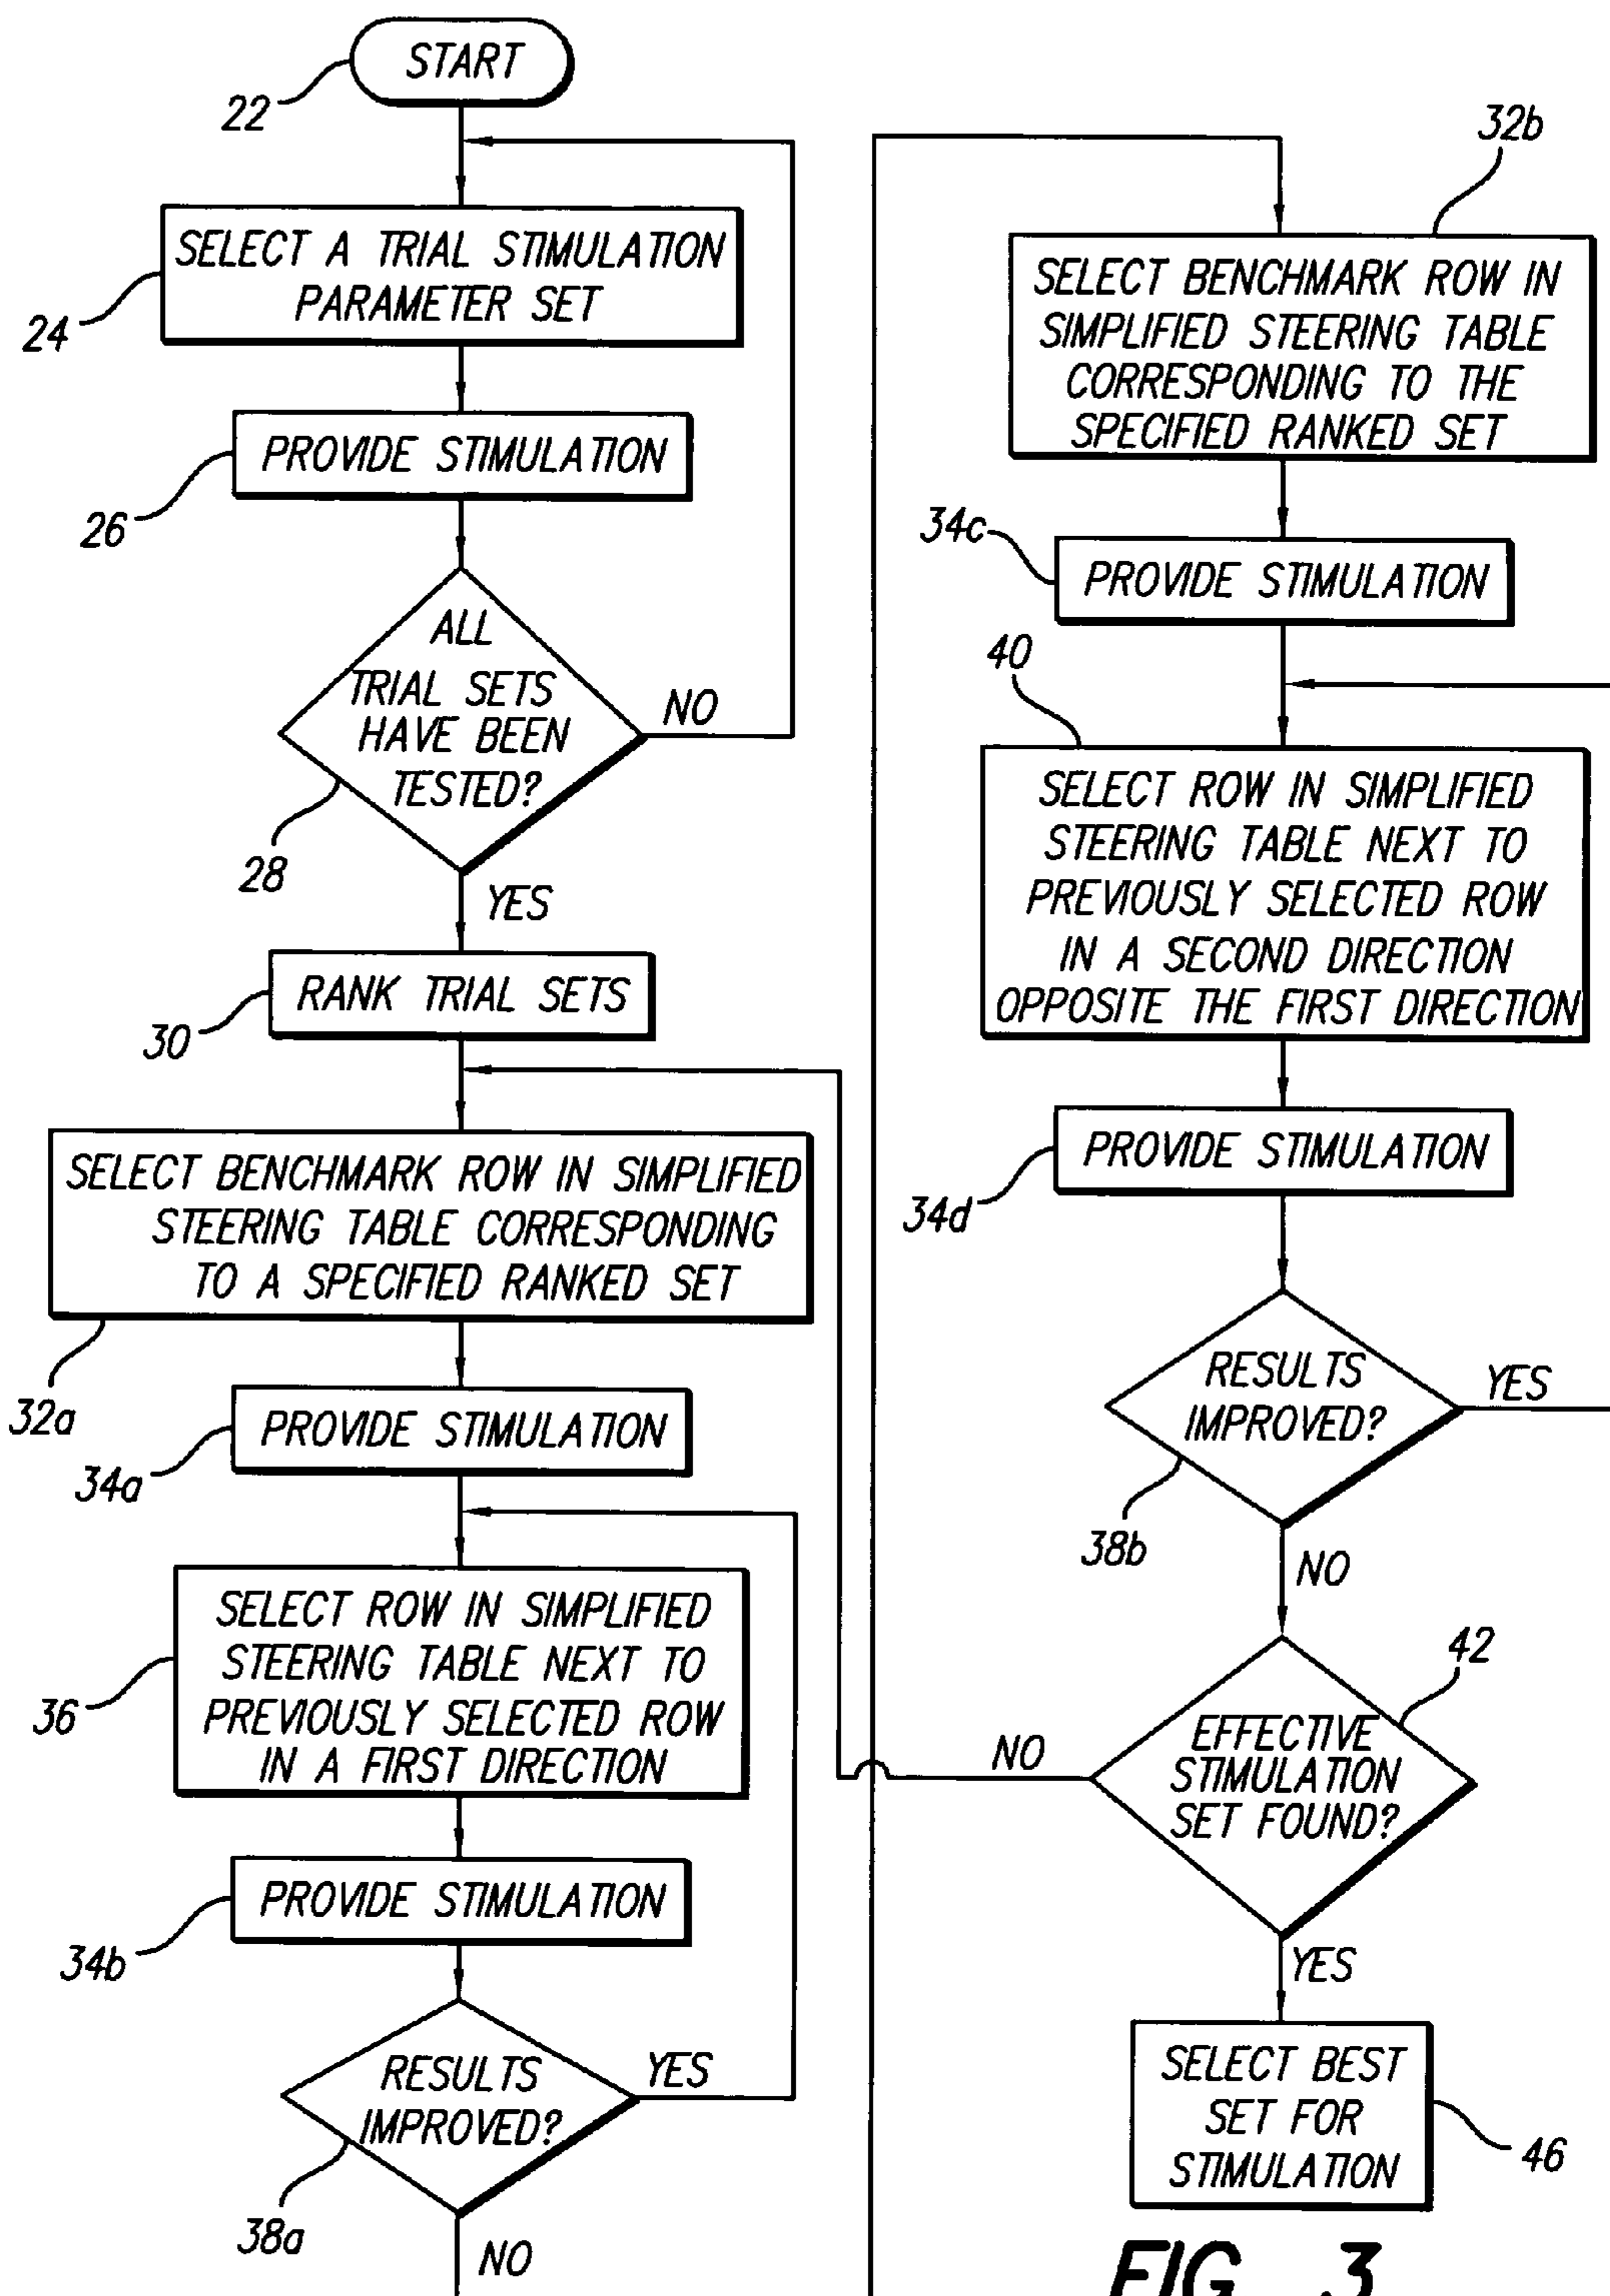 START
22
SELECT A TRIAL STIMULATION
PARAMETER SET
24
PROVIDE STIMULATION
26
ALL
TRIAL SETS
HAVE BEEN
TESTED?
NO
28
YES
RANK TRIAL SETS
30
SELECT BENCHMARK ROW IN SIMPLIFIED
STEERING TABLE CORRESPONDING
TO A SPECIFIED RANKED SET
32a
PROVIDE STIMULATION
34a
SELECT ROW IN SIMPLIFIED
STEERING TABLE NEXT TO
PREVIOUSLY SELECTED ROW
IN A FIRST DIRECTION
36
PROVIDE STIMULATION
34b
RESULTS
IMPROVED?
YES
38a
NO
32b
SELECT BENCHMARK ROW IN
SIMPLIFIED STEERING TABLE
CORRESPONDING TO THE
SPECIFIED RANKED SET
34c
PROVIDE STIMULATION
40
SELECT ROW IN SIMPLIFIED
STEERING TABLE NEXT TO
PREVIOUSLY SELECTED ROW
IN A SECOND DIRECTION
OPPOSITE THE FIRST DIRECTION
PROVIDE STIMULATION
34d
RESULTS
IMPROVED?
YES
38b
NO
42
EFFECTIVE
STIMULATION
SET FOUND?
NO
YES
SELECT BEST
SET FOR
STIMULATION
46
FIG. 3